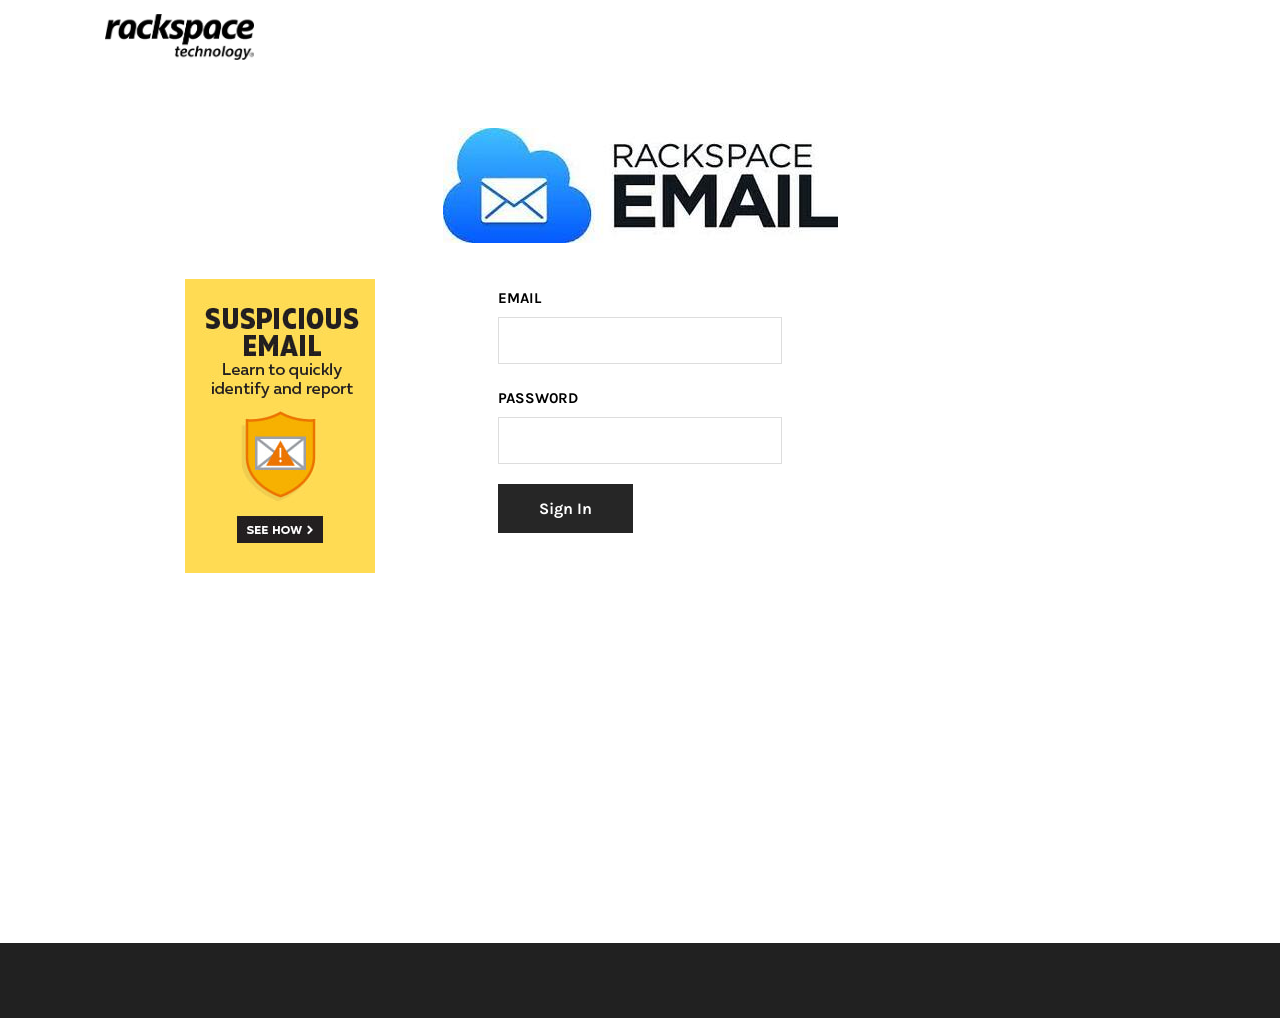 rackspace
technology
RACKSPACE
EMAIL
SUSPICIOUS
EMAIL
Learn to quickly
identify and report
SEE HOW
EMAIL
PASSWORD
Sign In